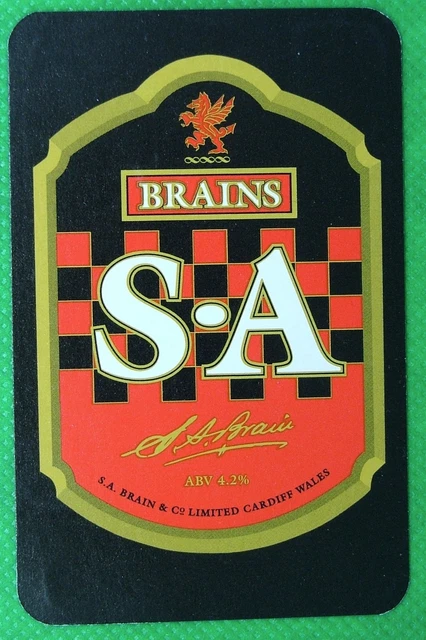 BRAINS
S·A
S.A. Brain
ABV 4.2%
S.A. BRAIN & Cº LIMITED CARDIFF WALES